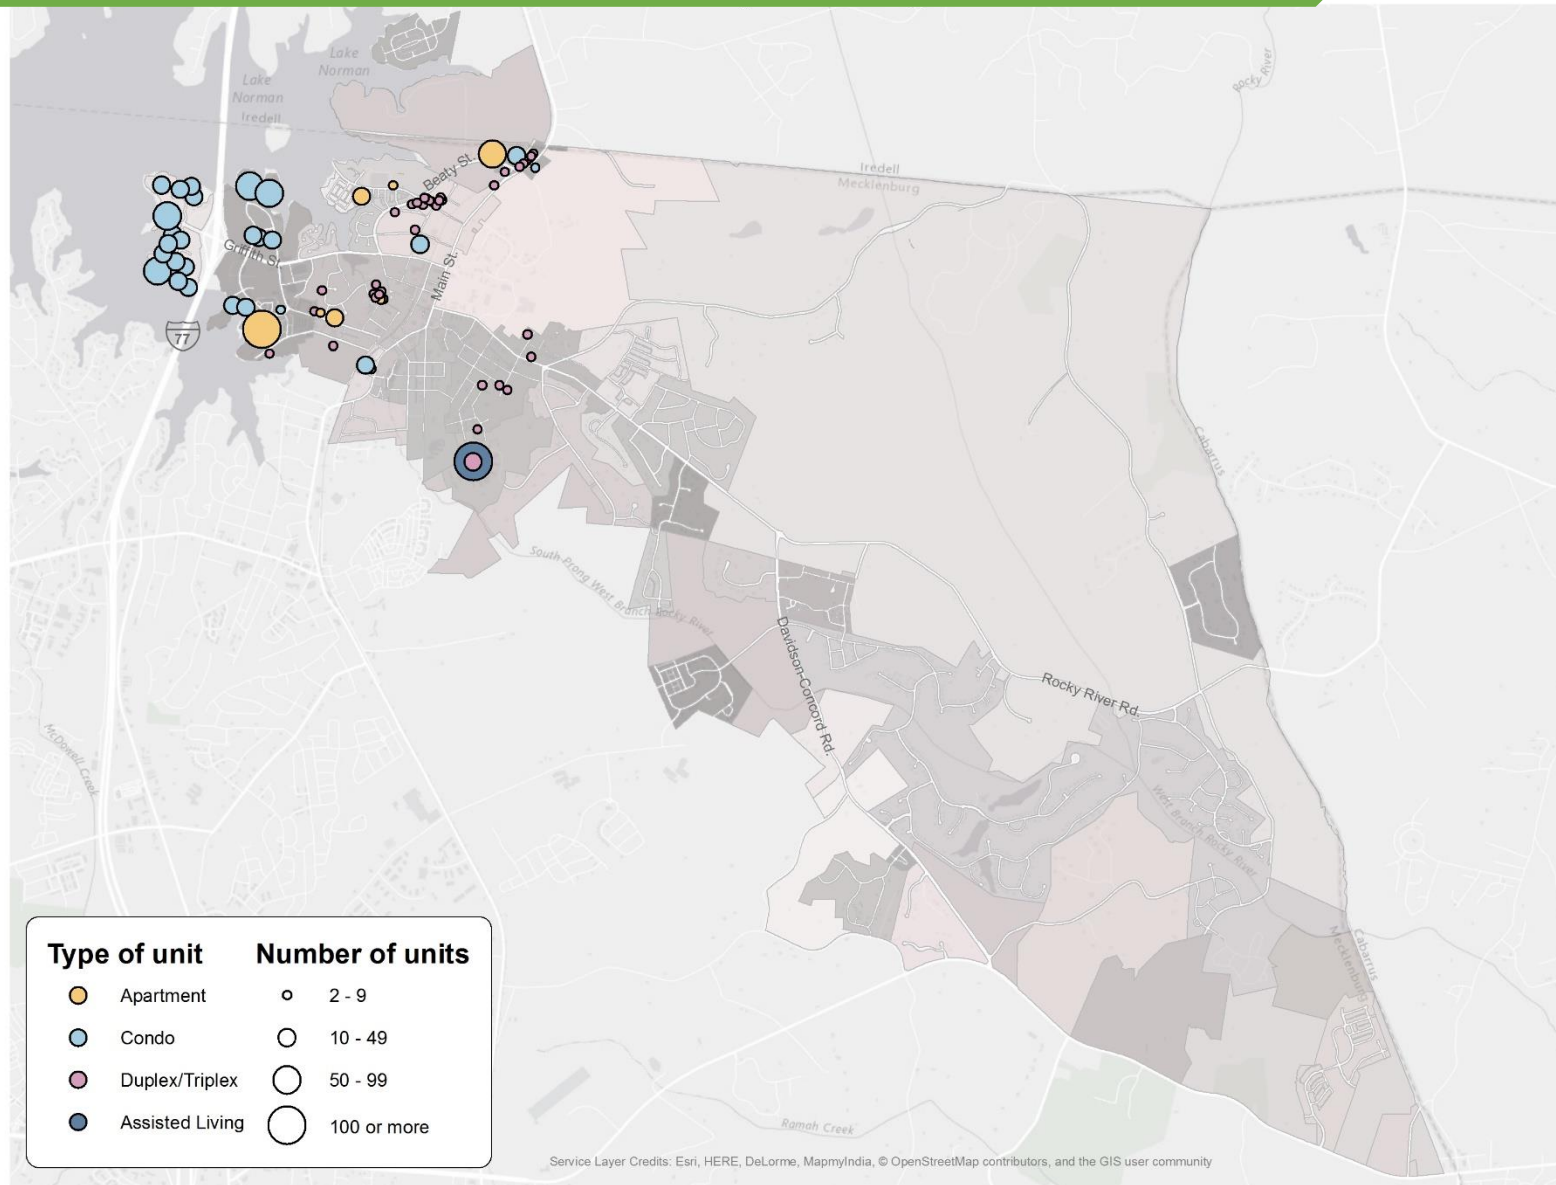 Lake
Norman
Lake
Norman
Iredell
Rocky River
Beaty St.
Iredell
Mecklenburg
Griffith St.
Main St.
77
Cabarrus
South Prong West Branch Rocky River
Davidson-Concord Rd.
Rocky River Rd.
McDowell Creek
West Branch Rocky River
Cabarrus
Mecklenburg
Type of unit
Number of units
Apartment
2 - 9
Condo
10 - 49
Duplex/Triplex
50 - 99
Assisted Living
100 or more
Ramah Creek
Service Layer Credits: Esri, HERE, DeLorme, MapmyIndia, © OpenStreetMap contributors, and the GIS user community